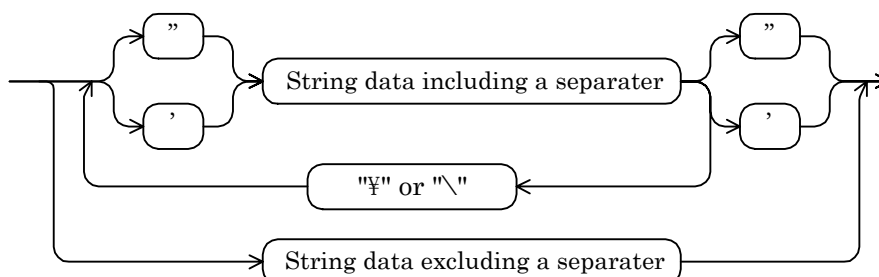 ” ”
String data including a separater
’ ’
"¥" or "\"
String data excluding a separater